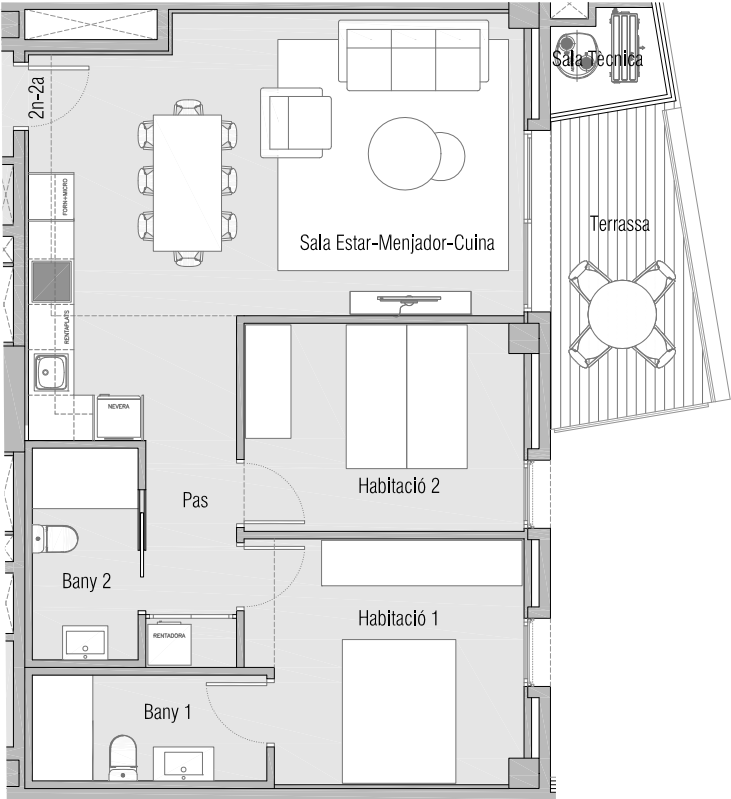 Sala Tècnica
2n-2a
FORN+MICRO
Terrassa
Sala Estar-Menjador-Cuina
RENTAPLATS
NEVERA
Habitació 2
Pas
Bany 2
Habitació 1
RENTADORA
Bany 1